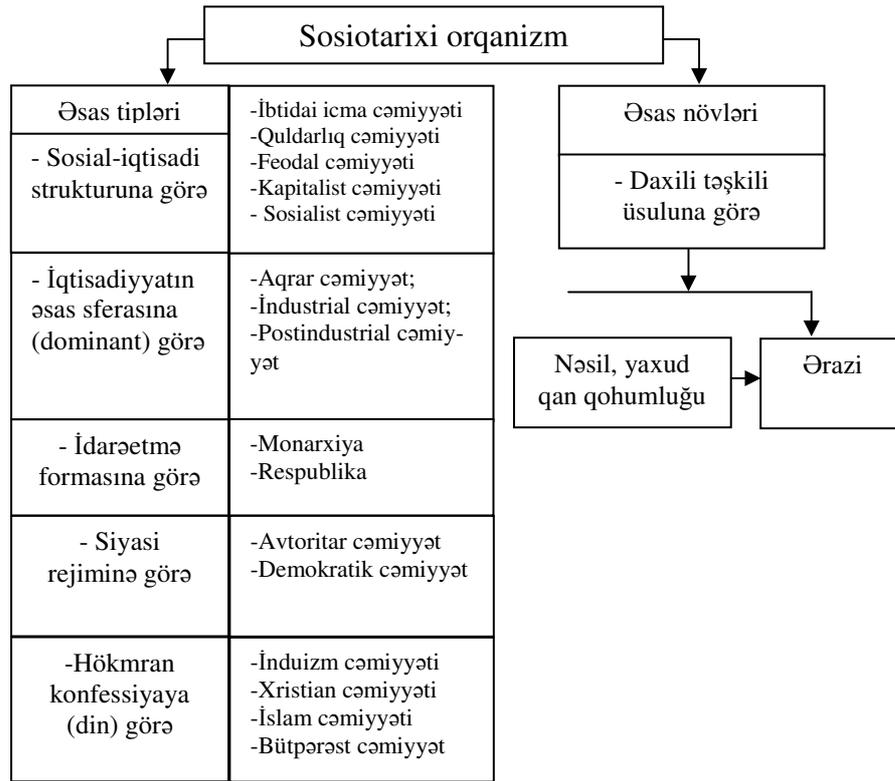 Sosiotarixi orqanizm
Əsas tipləri
- Sosial-iqtisadi
strukturuna görə
-İbtidai icma cəmiyyəti
-Quldarlıq cəmiyyəti
-Feodal cəmiyyəti
-Kapitalist cəmiyyəti
- Sosialist cəmiyyəti
- İqtisadiyyatın
əsas sferasına
(dominant) görə
-Aqrar cəmiyyət;
-İndustrial cəmiyyət;
-Postindustrial cəmiy-
yət
- İdarəetmə
formasına görə
-Monarxiya
-Respublika
- Siyasi
rejiminə görə
-Avtoritar cəmiyyət
-Demokratik cəmiyyət
-Hökmran
konfessiyaya
(din) görə
-İnduizm cəmiyyəti
-Xristian cəmiyyəti
-İslam cəmiyyəti
-Bütpərəst cəmiyyət
Əsas növləri
- Daxili təşkili
üsuluna görə
Nəsil, yaxud
qan qohumluğu
Ərazi